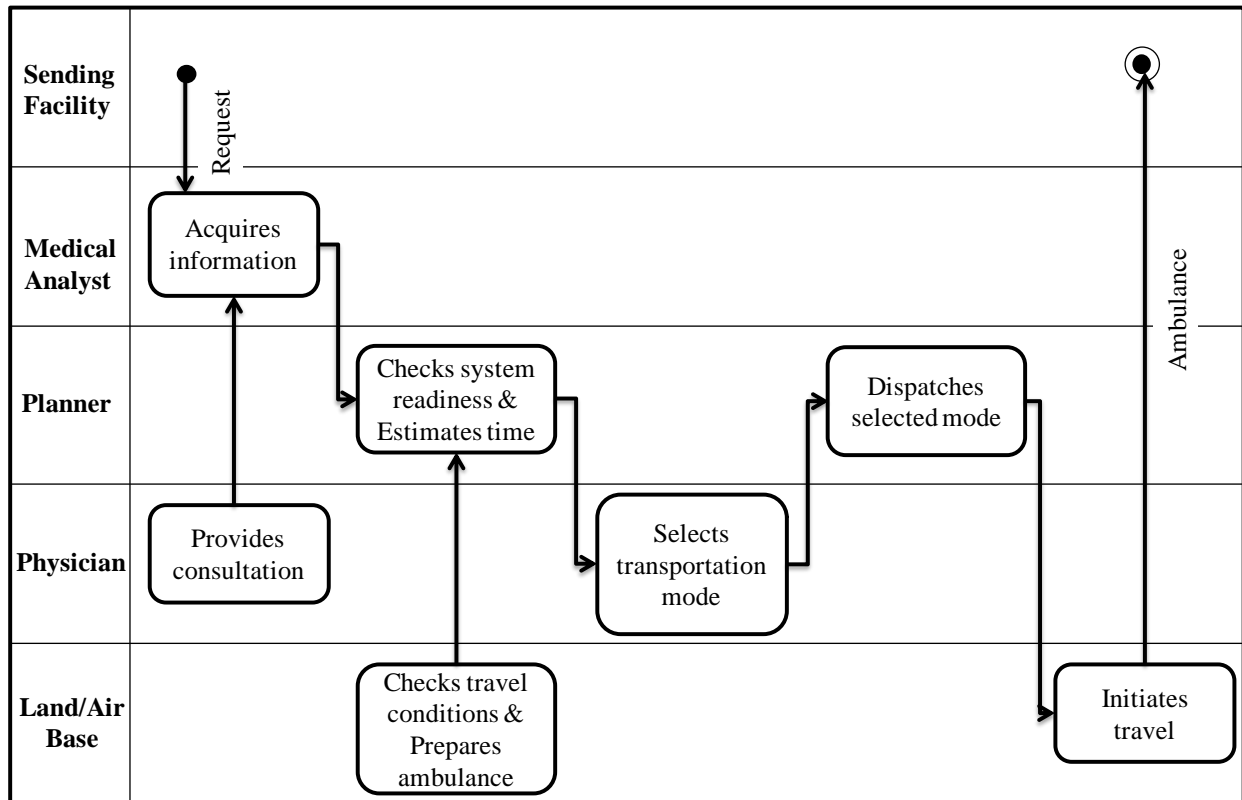 Sending
Facility
Request
Medical
Analyst
Acquires
information
Ambulance
Planner
Checks system
readiness &
Estimates time
Dispatches
selected mode
Physician
Provides
consultation
Selects
transportation
mode
Land/Air
Base
Checks travel
conditions &
Prepares
ambulance
Initiates
travel